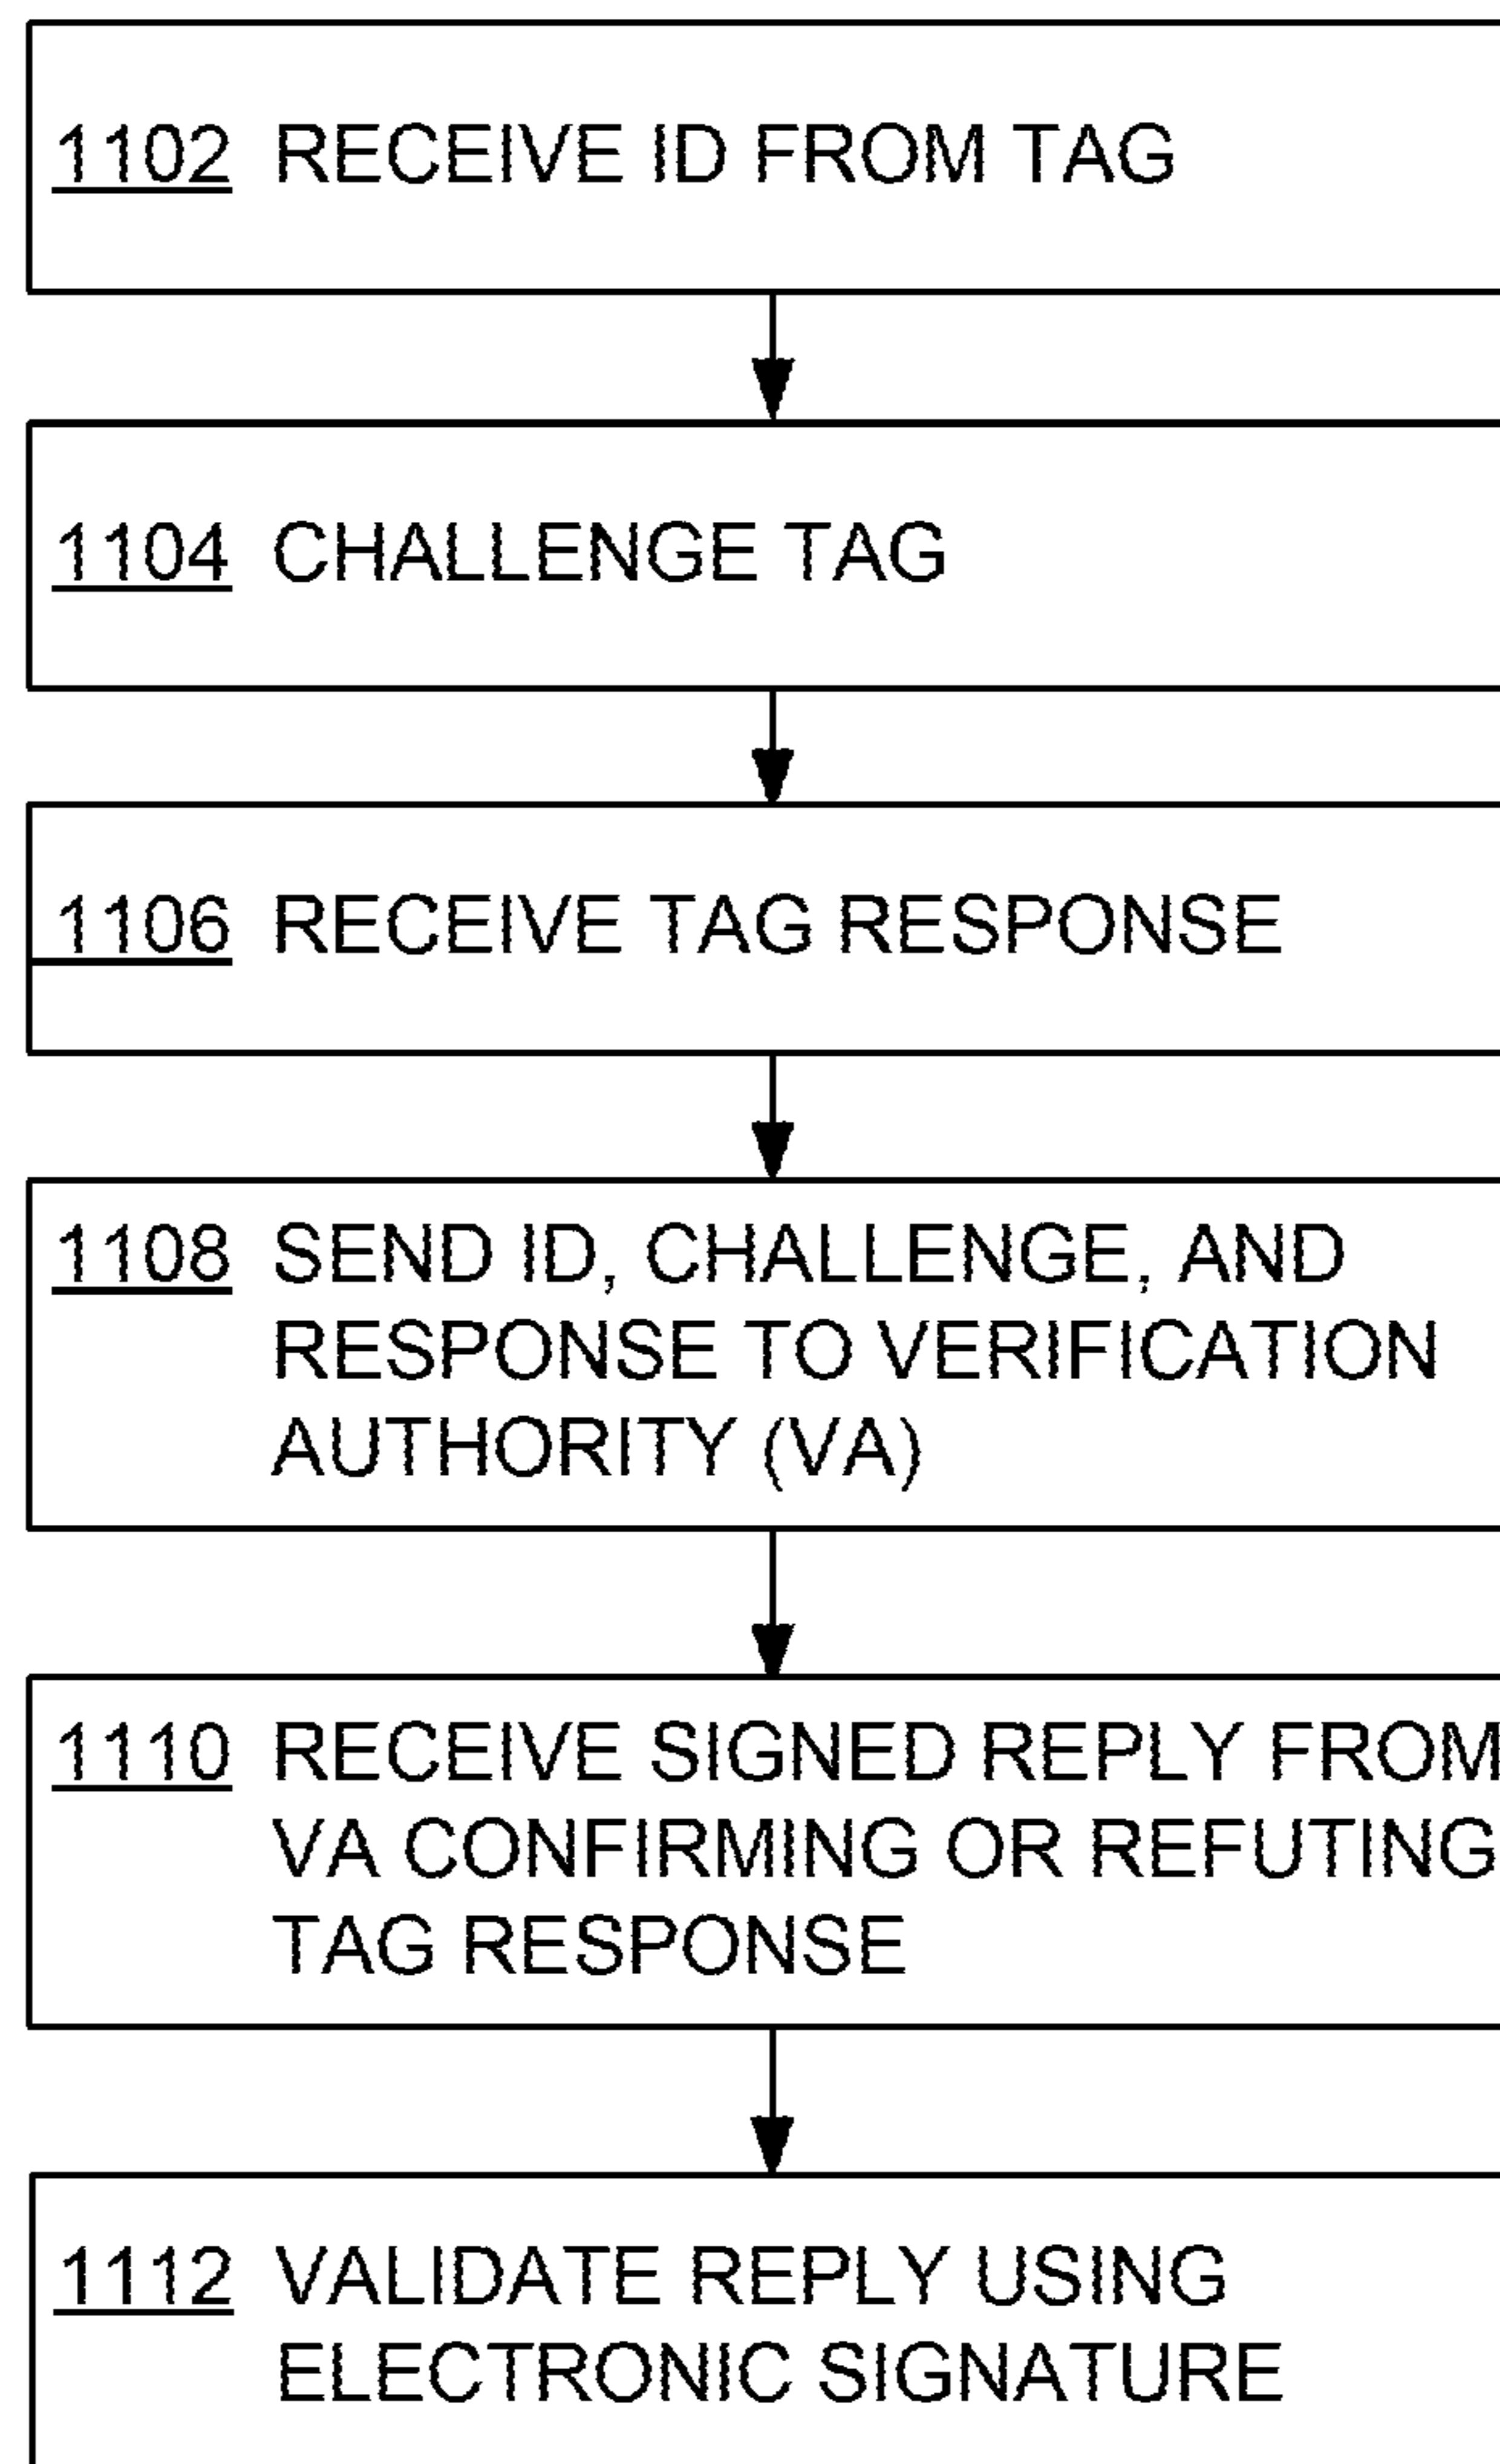 1102 RECEIVE ID FROM TAG
1104 CHALLENGE TAG
1106 RECEIVE TAG RESPONSE
1108 SEND ID, CHALLENGE, AND
RESPONSE TO VERIFICATION
AUTHORITY (VA)
1110 RECEIVE SIGNED REPLY FROM
VA CONFIRMING OR REFUTING
TAG RESPONSE
1112 VALIDATE REPLY USING
ELECTRONIC SIGNATURE